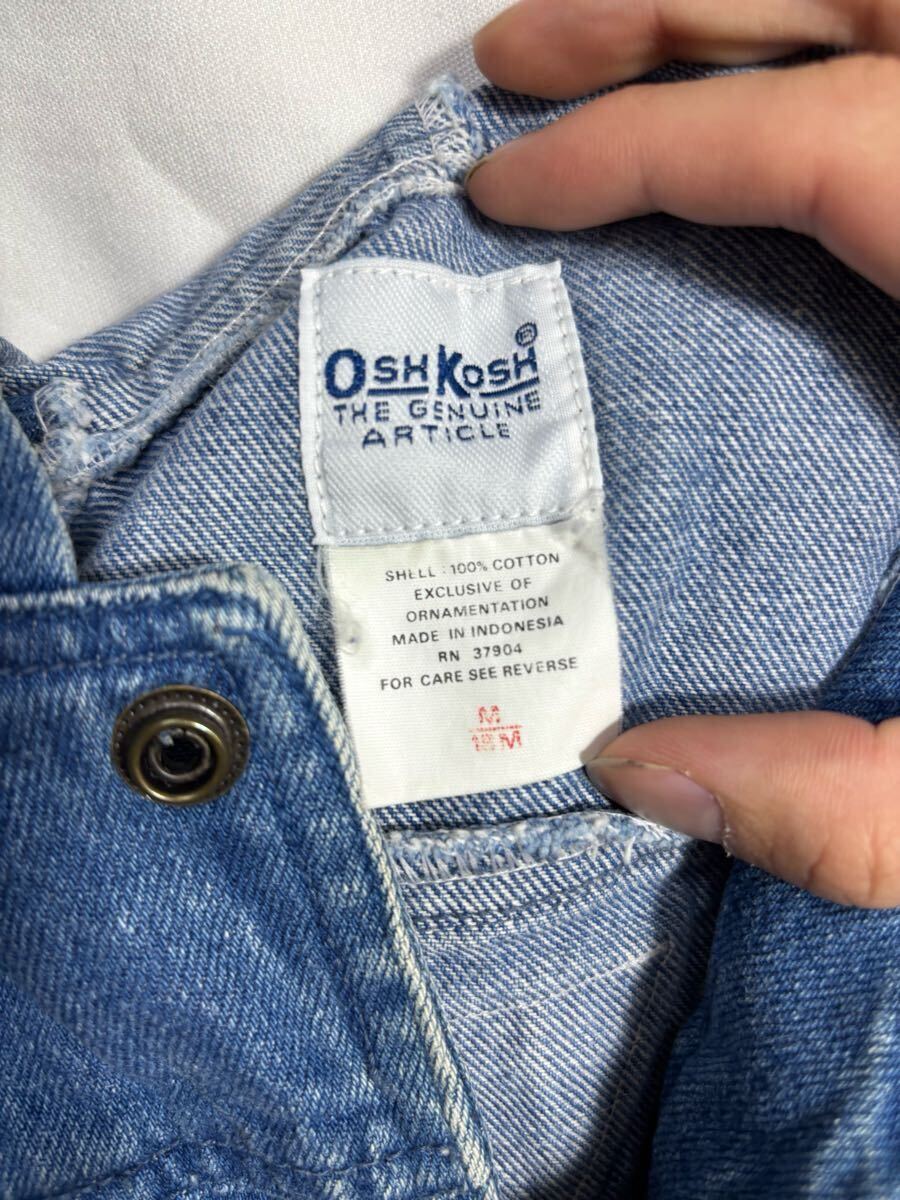 OSHKOSH®
THE GENUINE
ARTICLE
SHELL : 100% COTTON
EXCLUSIVE OF
ORNAMENTATION
MADE IN INDONESIA
RN 37904
FOR CARE SEE REVERSE
M